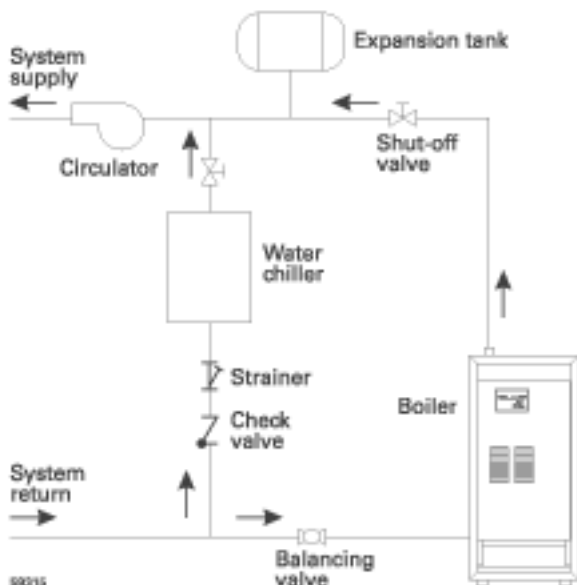 System
supply
Expansion tank
Circulator
Shut-off
valve
Water
chiller
Strainer
Boiler
Check
valve
System
return
Balancing
valve